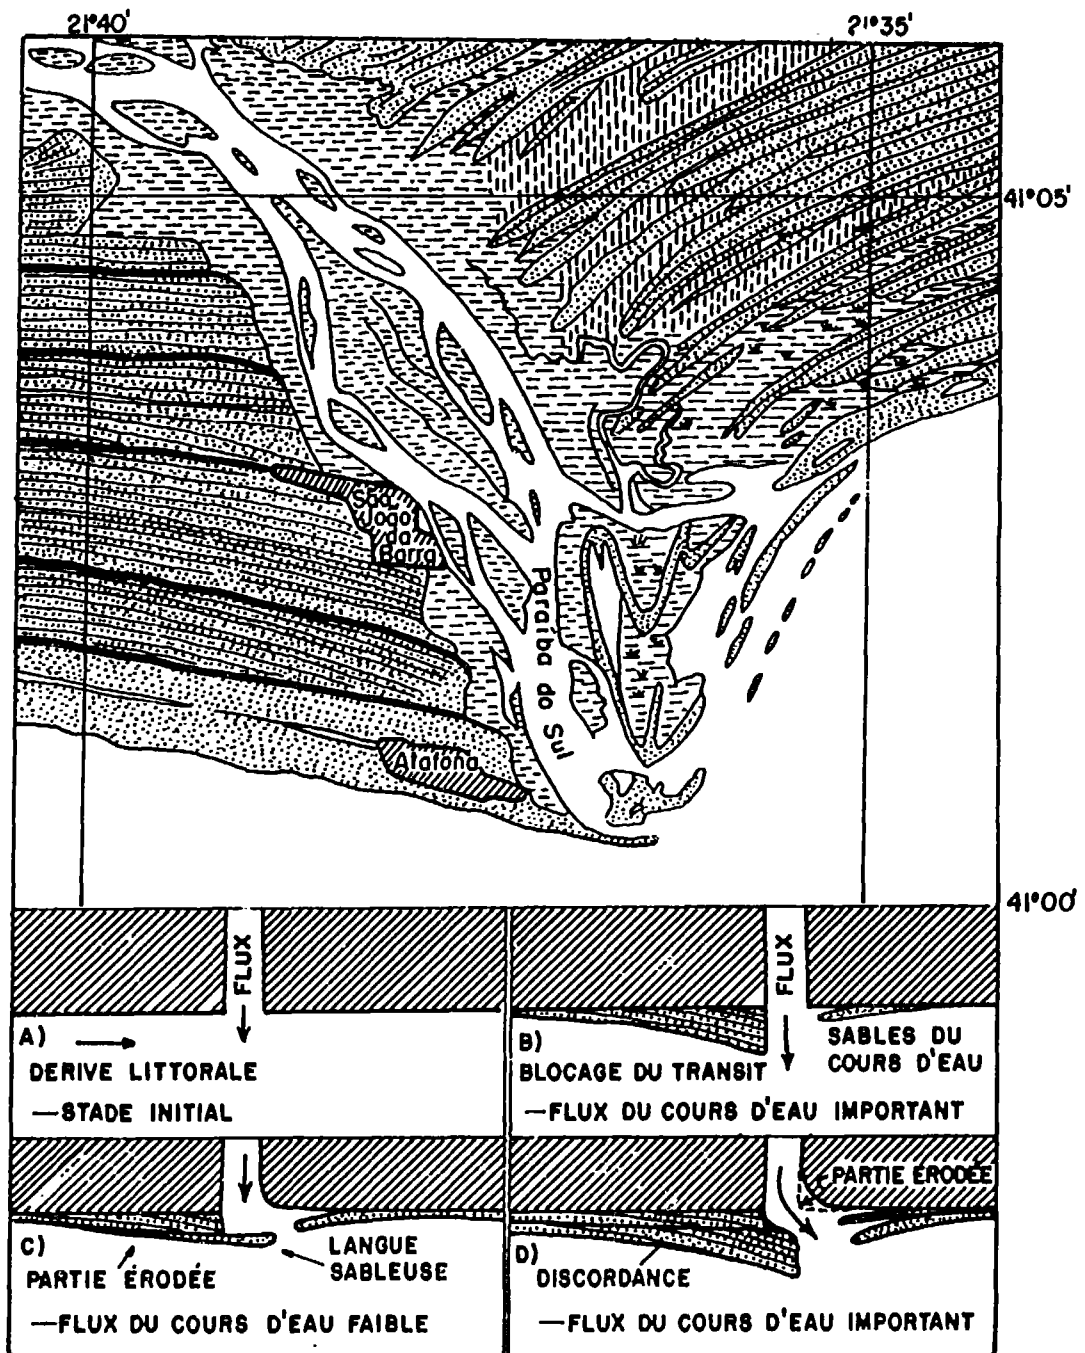 21°40'
21°35'
41°05'
São
Joao
da
Barra
Paraíba do Sul
Atafona
41°00'
FLUX
A)
DERIVE LITTORALE
—STADE INITIAL
FLUX
B)
SABLES DU
COURS D'EAU
BLOCAGE DU TRANSIT
—FLUX DU COURS D'EAU IMPORTANT
C)
PARTIE ÉRODÉE
LANGUE
SABLEUSE
—FLUX DU COURS D'EAU FAIBLE
PARTIE ÉRODÉE
D)
DISCORDANCE
—FLUX DU COURS D'EAU IMPORTANT